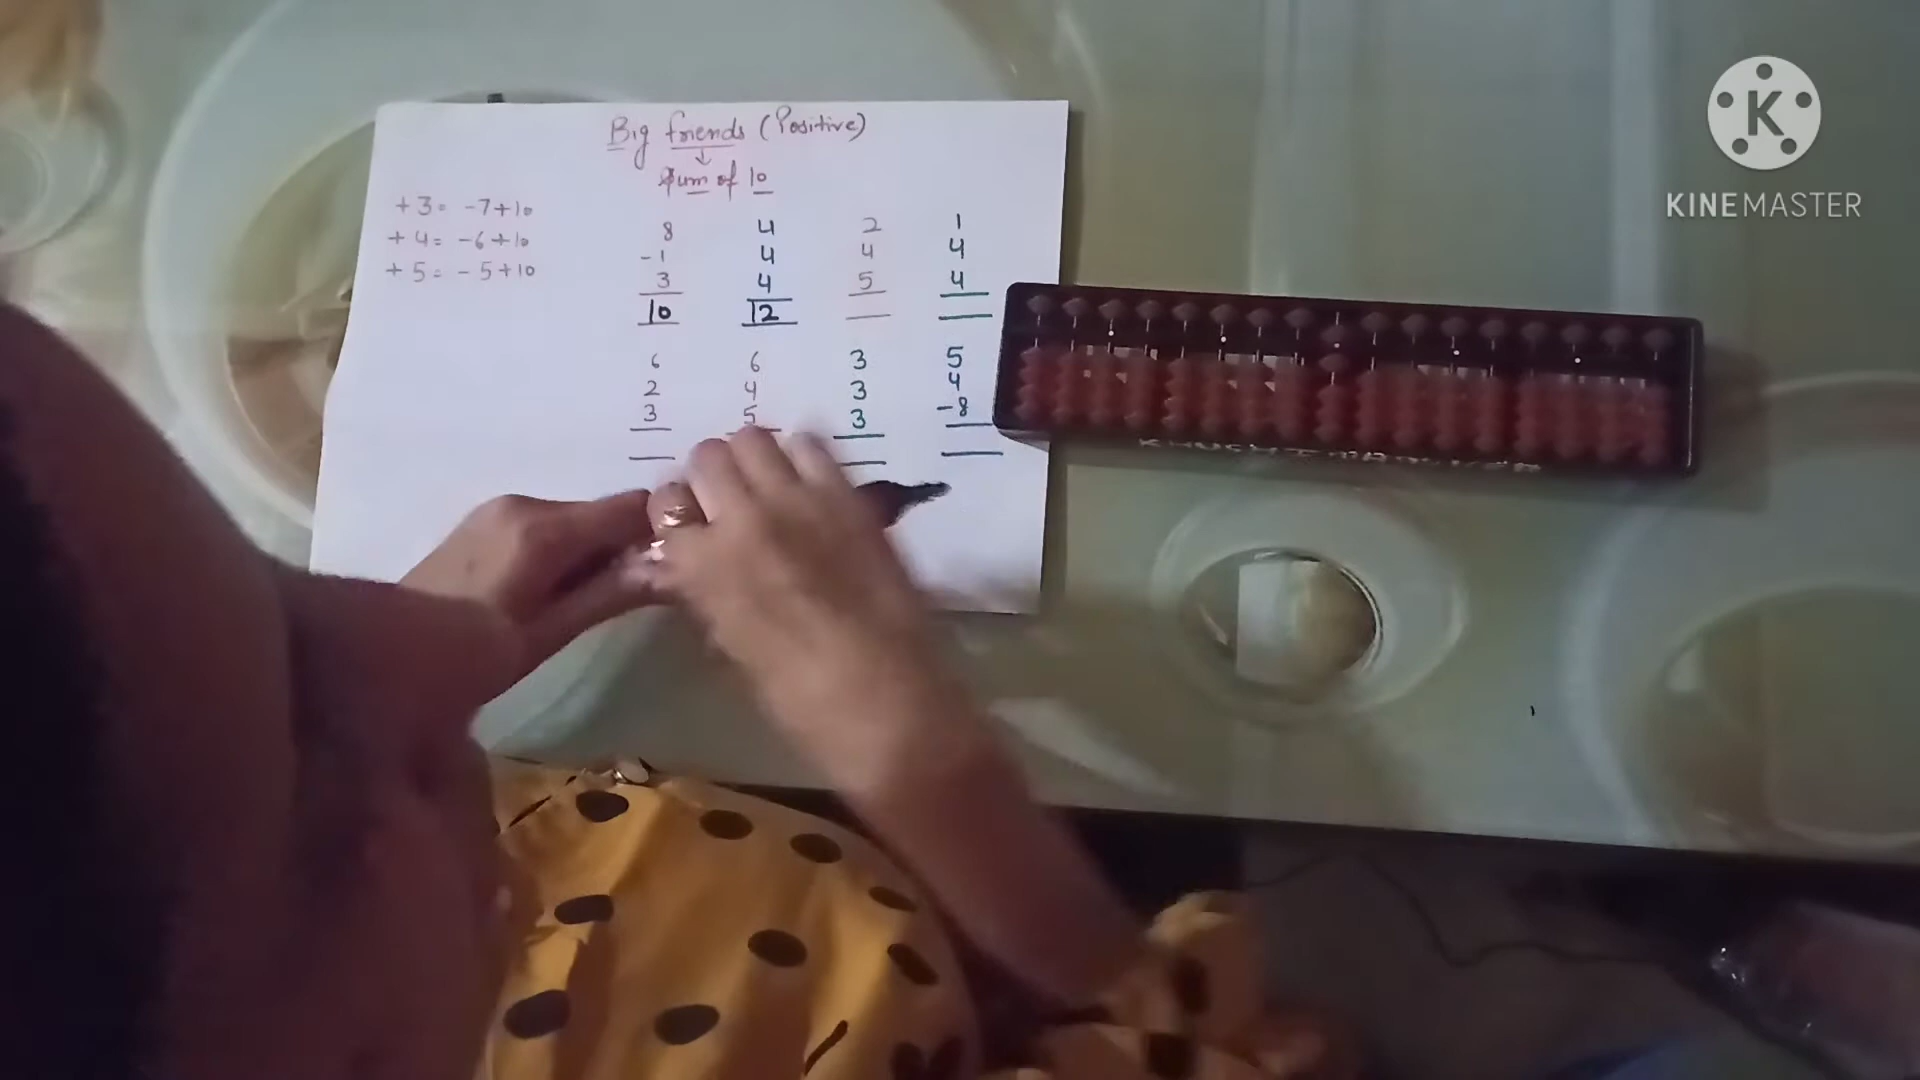 Big friends (Positive)
Sum of 10
+3= -7+10
+4= -6+10
+5= -5+10
8 4 2 1
-1 4 4 4
3 4 5 4
10 12
6 6 3 5
2 4 3 4
3 5 3 -8
K
KINEMASTER